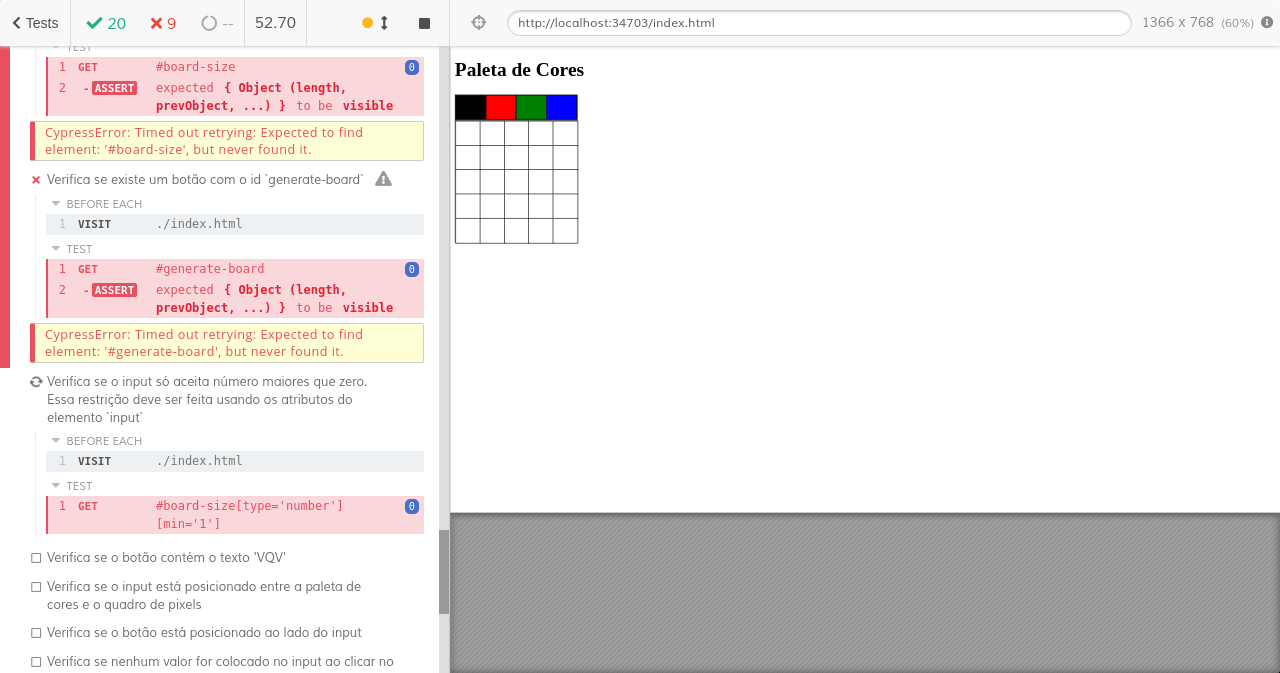 Tests 20 9 -- 52.70 http://localhost:34703/index.html 1366 x 768 (60%)
TEST
1 GET #board-size 0
2 -ASSERT expected { Object (length,
prevObject, ...) } to be visible
CypressError: Timed out retrying: Expected to find
element: '#board-size', but never found it.
Verifica se existe um botão com o id `generate-board`
BEFORE EACH
1 VISIT ./index.html
TEST
1 GET #generate-board 0
2 -ASSERT expected { Object (length,
prevObject, ...) } to be visible
CypressError: Timed out retrying: Expected to find
element: '#generate-board', but never found it.
Verifica se o input só aceita número maiores que zero.
Essa restrição deve ser feita usando os atributos do
elemento `input`
BEFORE EACH
1 VISIT ./index.html
TEST
1 GET #board-size[type='number'] 0
[min='1']
Verifica se o botão contém o texto 'VQV'
Verifica se o input está posicionado entre a paleta de
cores e o quadro de pixels
Verifica se o botão está posicionado ao lado do input
Verifica se nenhum valor for colocado no input ao clicar no
Paleta de Cores